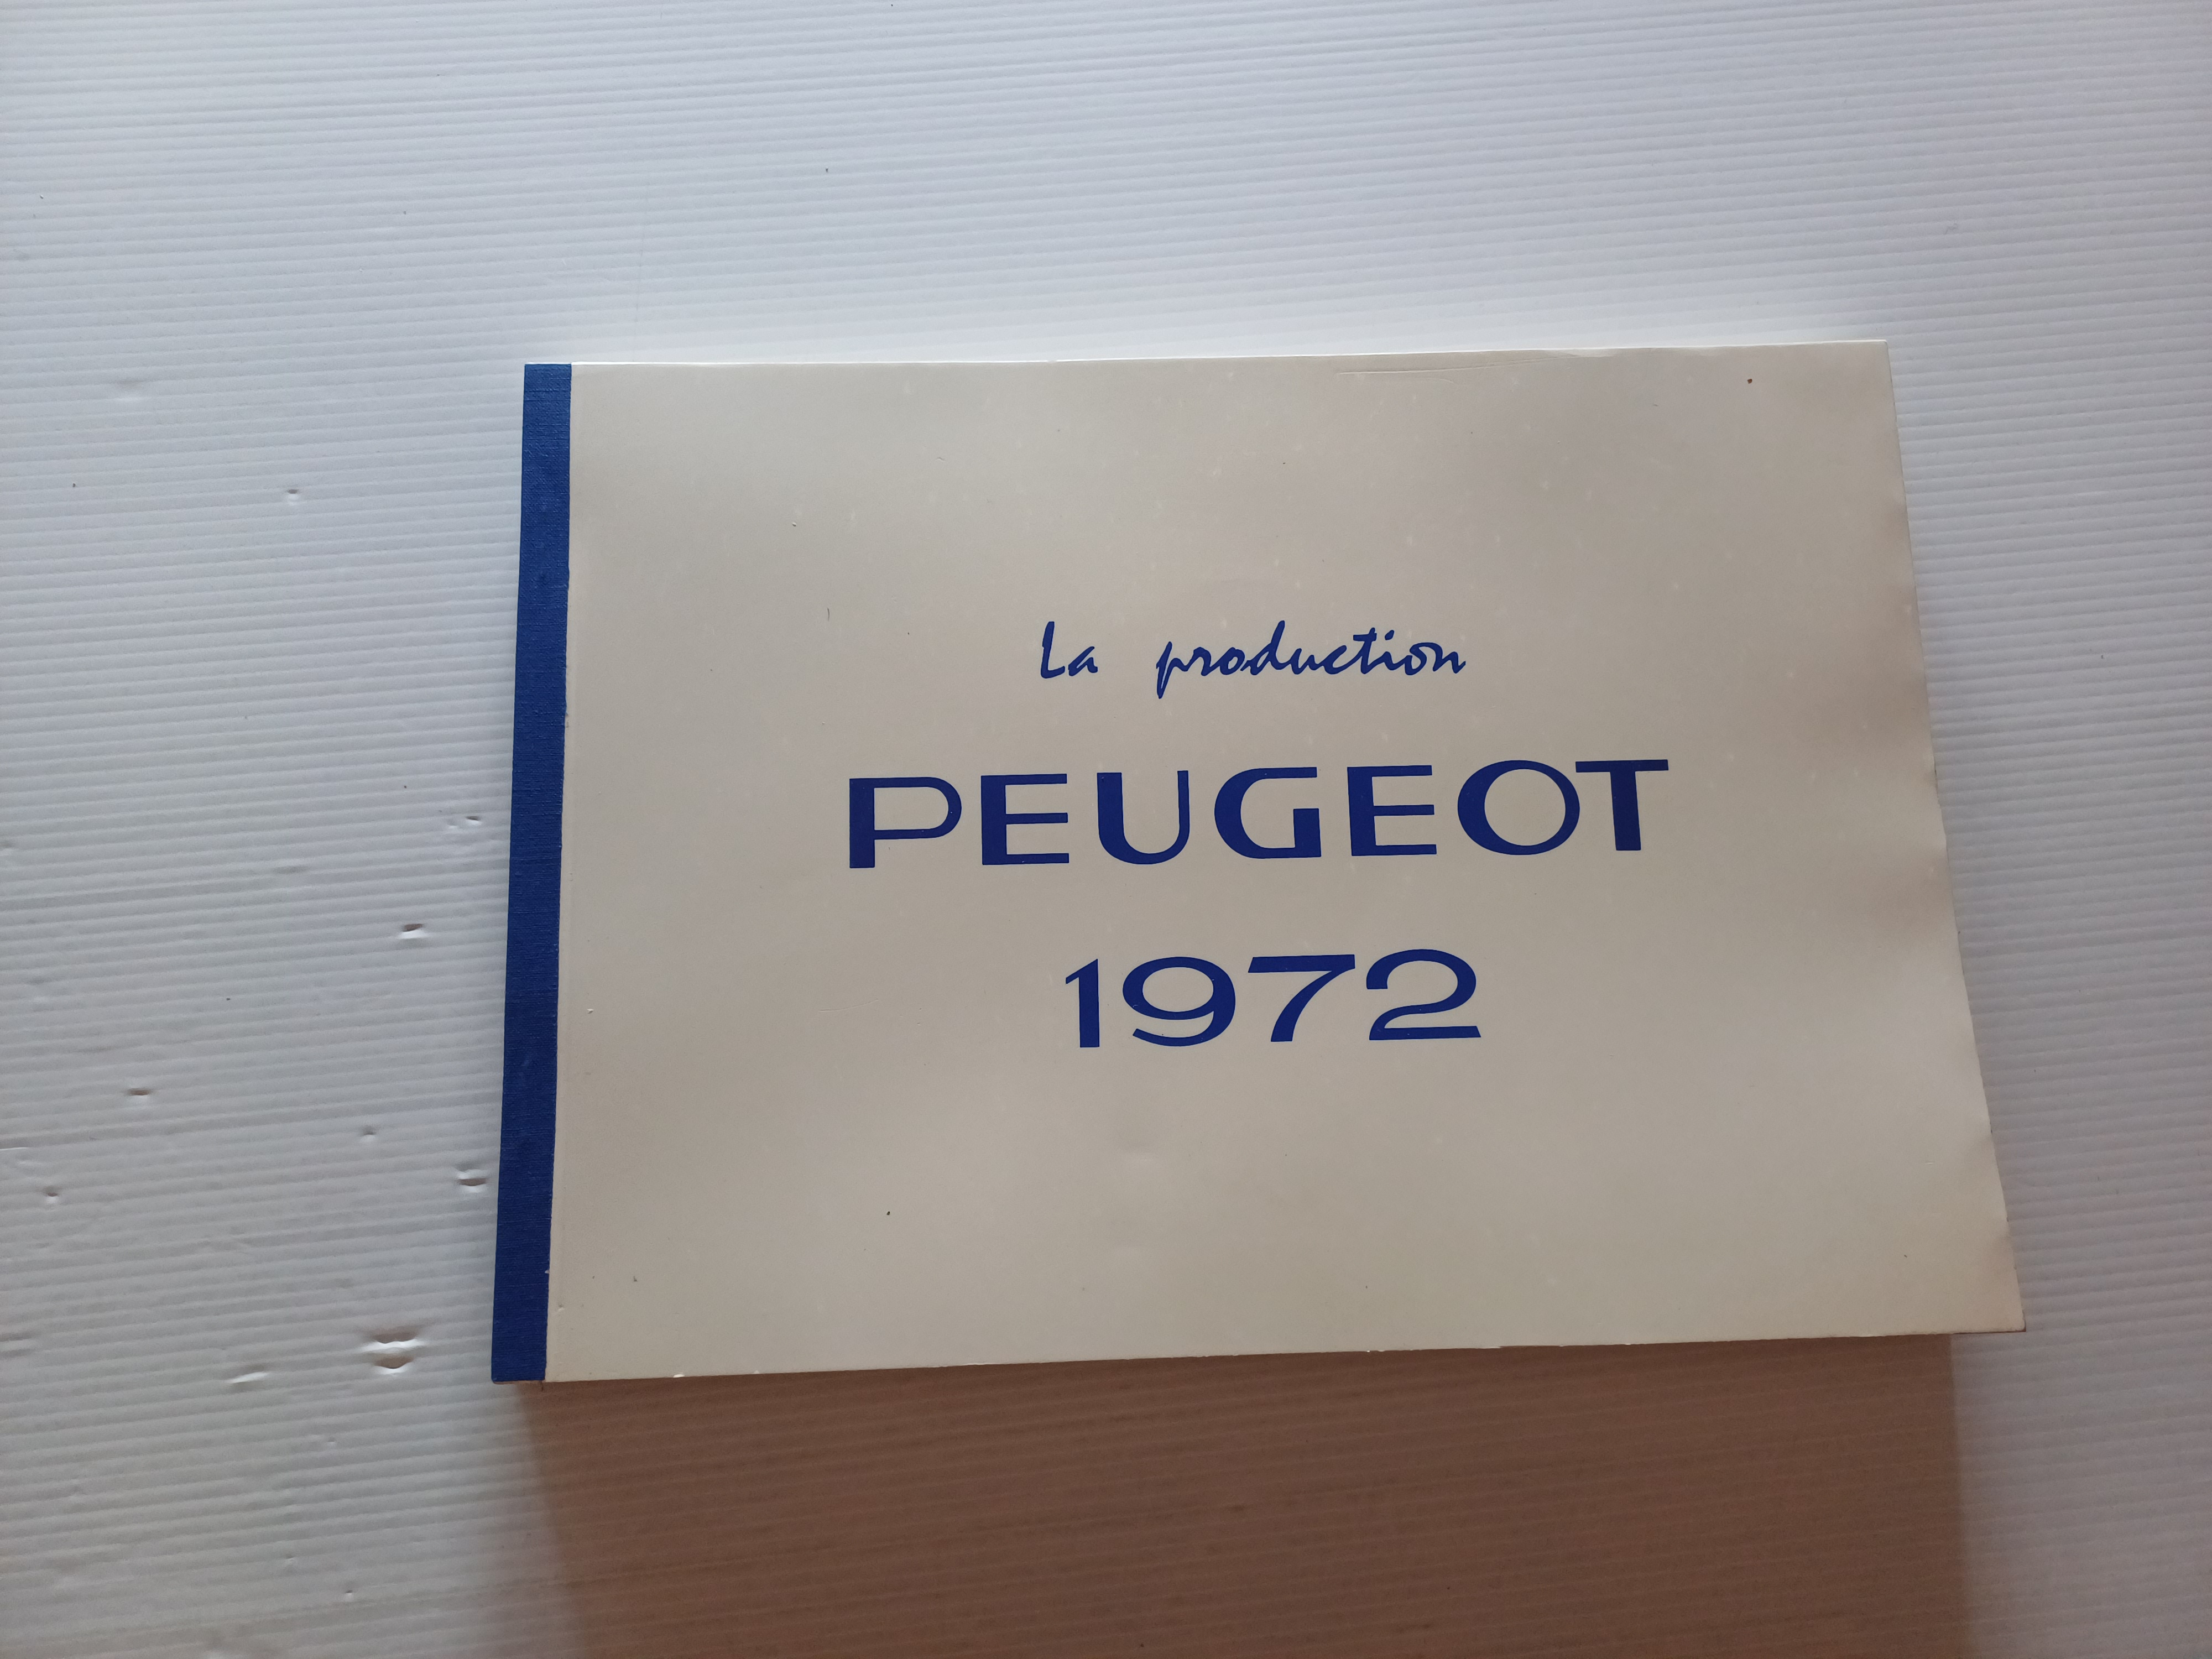 La production
PEUGEOT
1972